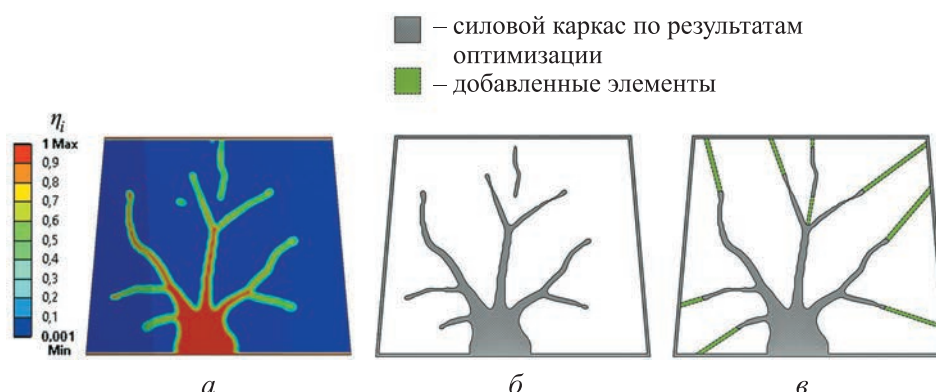 – силовой каркас по результатам
оптимизации
– добавленные элементы
ηi
1 Max
0,9
0,8
0,7
0,6
0,5
0,4
0,3
0,2
0,1
0.001
Min
а
б
в